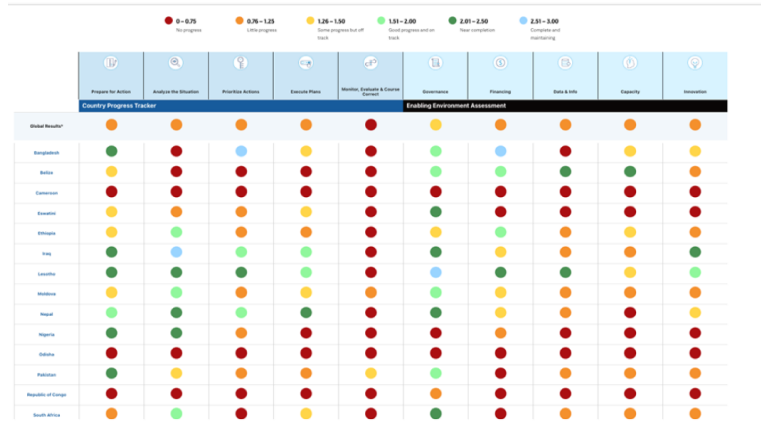 0 – 0.75
No progress
0.76 – 1.25
Little progress
1.26 – 1.50
Some progress but off
track
1.51 – 2.00
Good progress and on
track
2.01 – 2.50
Near completion
2.51 – 3.00
Complete and
maintaining
Prepare for Action
Analyze the Situation
Prioritize Actions
Execute Plans
Monitor, Evaluate & Course
Correct
Governance
Financing
Data & Info
Capacity
Innovation
Country Progress Tracker
Enabling Environment Assessment
Global Results*
Bangladesh
Belize
Cameroon
Eswatini
Ethiopia
Iraq
Lesotho
Moldova
Nepal
Nigeria
Odisha
Pakistan
Republic of Congo
South Africa